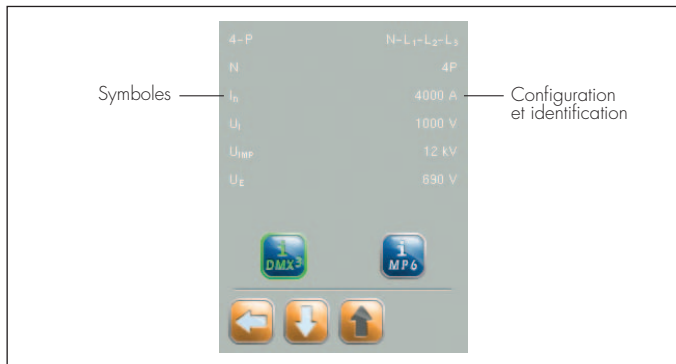 4-P N-L₁-L₂-L₃
N 4P
Symboles Iₙ 4000 A Configuration
et identification
Uᵢ 1000 V
Uᵢₘₚ 12 kV
Uᴇ 690 V
i DMX³
i MP6